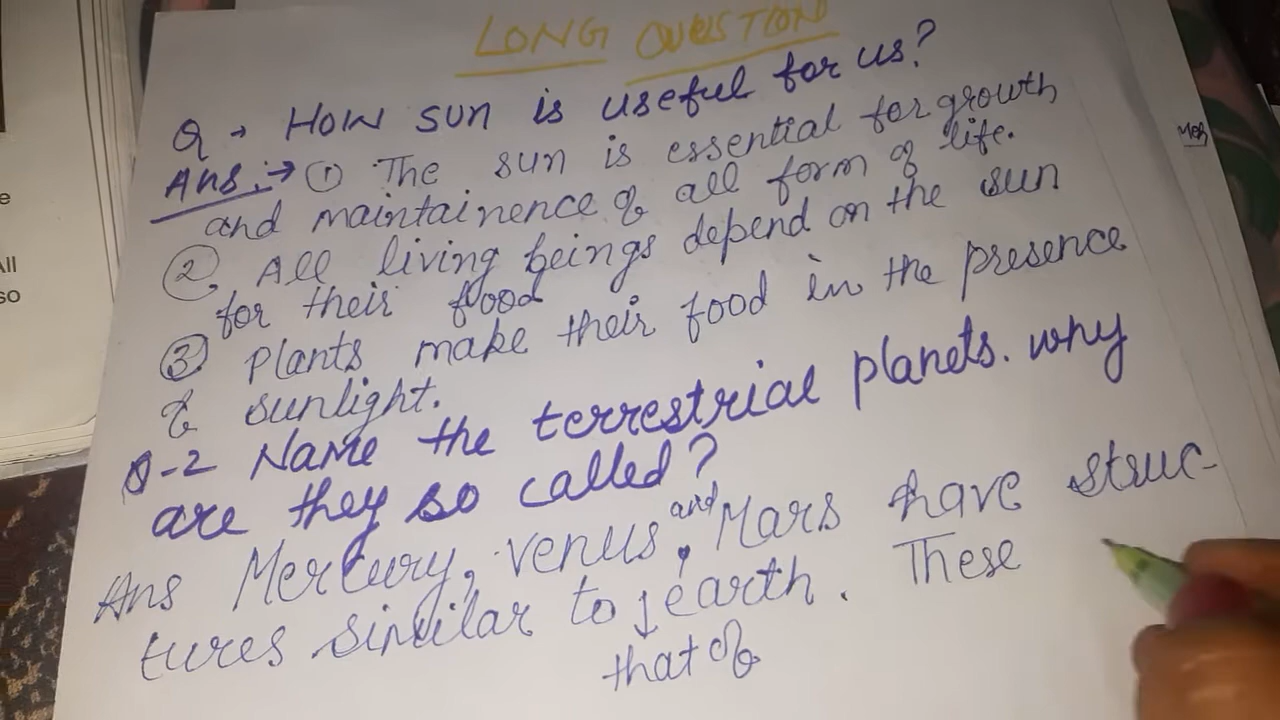 LONG QUESTION
Q → How sun is useful for us?
Ans :→ ① The sun is essential for growth
and maintainence of all form of life.
② All living beings depend on the sun
for their food
③ Plants make their food in the presence
of sunlight.
Q-2 Name the terrestrial planets. why
are they so called?
Ans Mercury, Venus, and Mars have struc-
tures similar to ↓ earth. These
that of
e
All
so